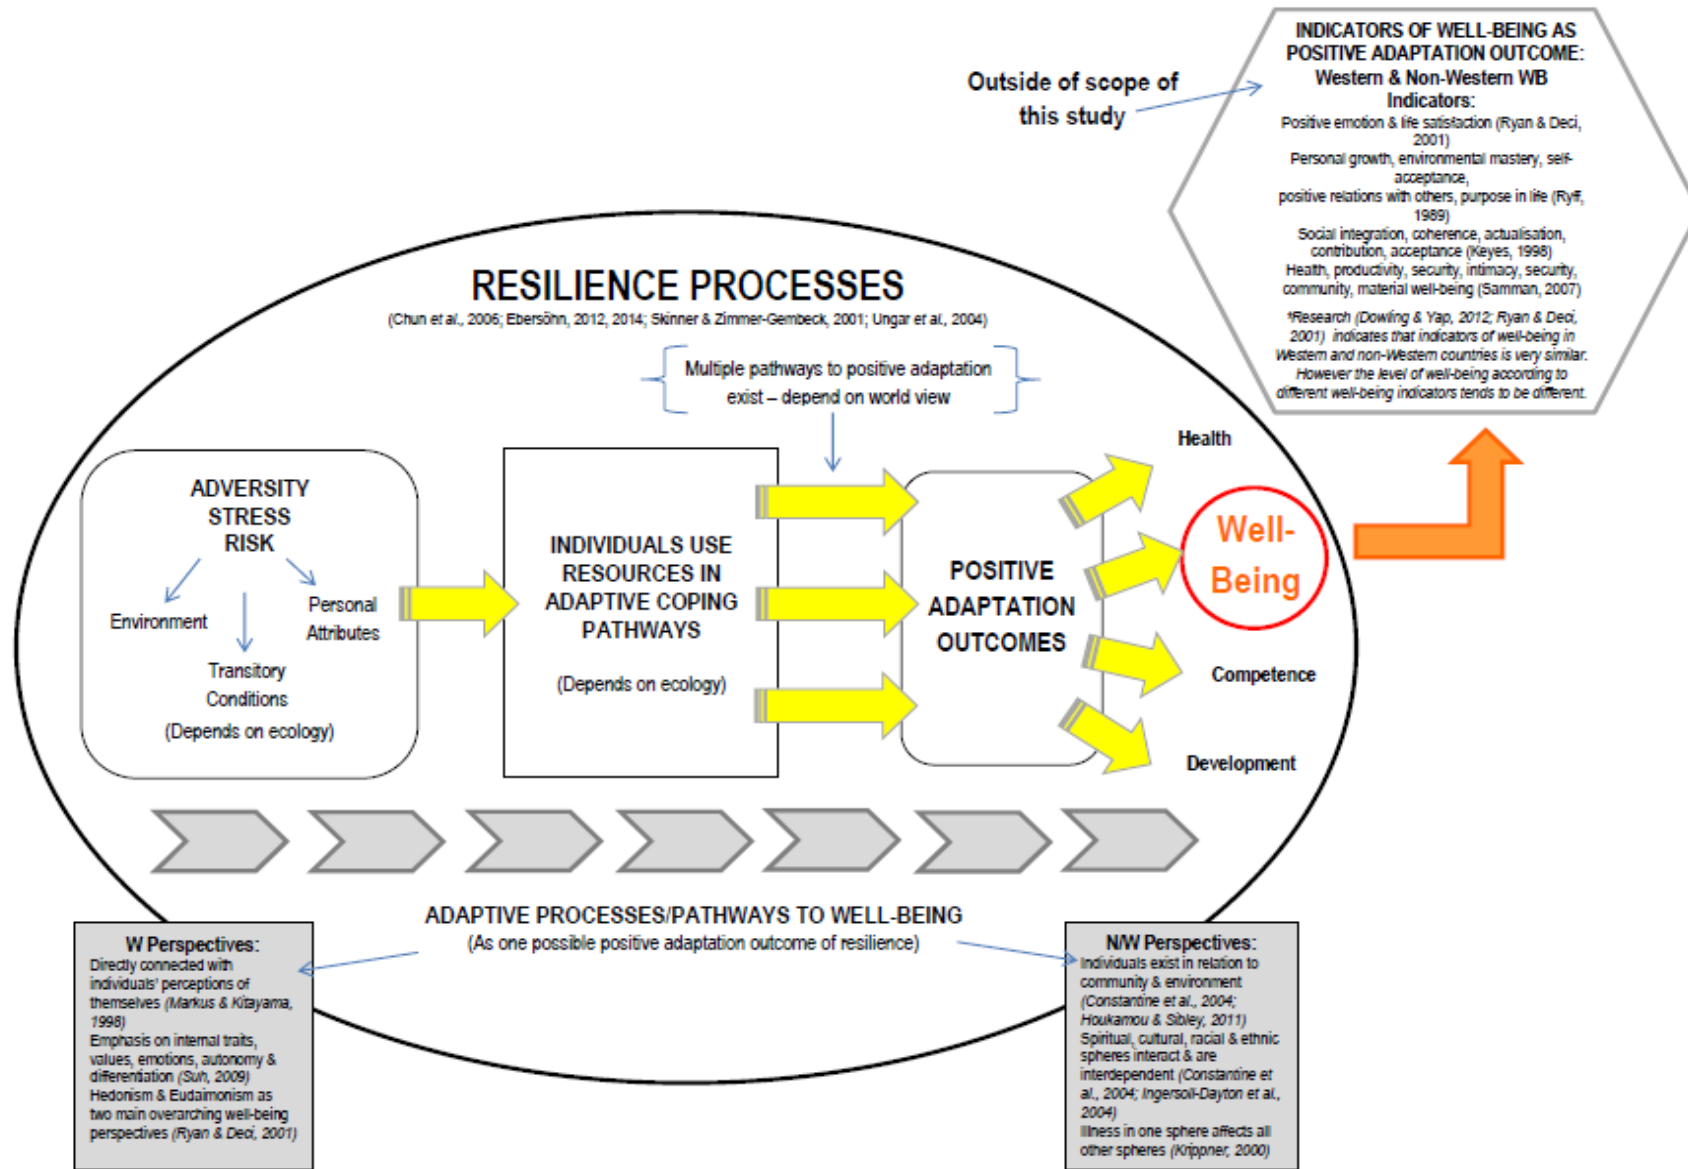 INDICATORS OF WELL-BEING AS
POSITIVE ADAPTATION OUTCOME:
Western & Non-Western WB
Indicators:
Positive emotion & life satisfaction (Ryan & Deci,
2001)
Personal growth, environmental mastery, self-
acceptance,
positive relations with others, purpose in life (Ryff,
1989)
Social integration, coherence, actualisation,
contribution, acceptance (Keyes, 1998)
Health, productivity, security, intimacy, security,
community, material well-being (Samman, 2007)
*Research (Dowling & Yap, 2012; Ryan & Deci,
2001) indicates that indicators of well-being in
Western and non-Western countries is very similar.
However the level of well-being according to
different well-being indicators tends to be different.
Outside of scope of
this study
RESILIENCE PROCESSES
(Chun et al., 2006; Ebersöhn, 2012, 2014; Skinner & Zimmer-Gembeck, 2001; Ungar et al., 2004)
Multiple pathways to positive adaptation
exist – depend on world view
ADVERSITY
STRESS
RISK
Environment
Personal
Attributes
Transitory
Conditions
(Depends on ecology)
INDIVIDUALS USE
RESOURCES IN
ADAPTIVE COPING
PATHWAYS
(Depends on ecology)
POSITIVE
ADAPTATION
OUTCOMES
Health
Well-
Being
Competence
Development
ADAPTIVE PROCESSES/PATHWAYS TO WELL-BEING
(As one possible positive adaptation outcome of resilience)
W Perspectives:
Directly connected with
individuals' perceptions of
themselves (Markus & Kitayama,
1998)
Emphasis on internal traits,
values, emotions, autonomy &
differentiation (Suh, 2009)
Hedonism & Eudaimonism as
two main overarching well-being
perspectives (Ryan & Deci, 2001)
N/W Perspectives:
Individuals exist in relation to
community & environment
(Constantine et al., 2004;
Houkamou & Sibley, 2011)
Spiritual, cultural, racial & ethnic
spheres interact & are
interdependent (Constantine et
al., 2004; Ingersoll-Dayton et al.,
2004)
Illness in one sphere affects all
other spheres (Krippner, 2000)